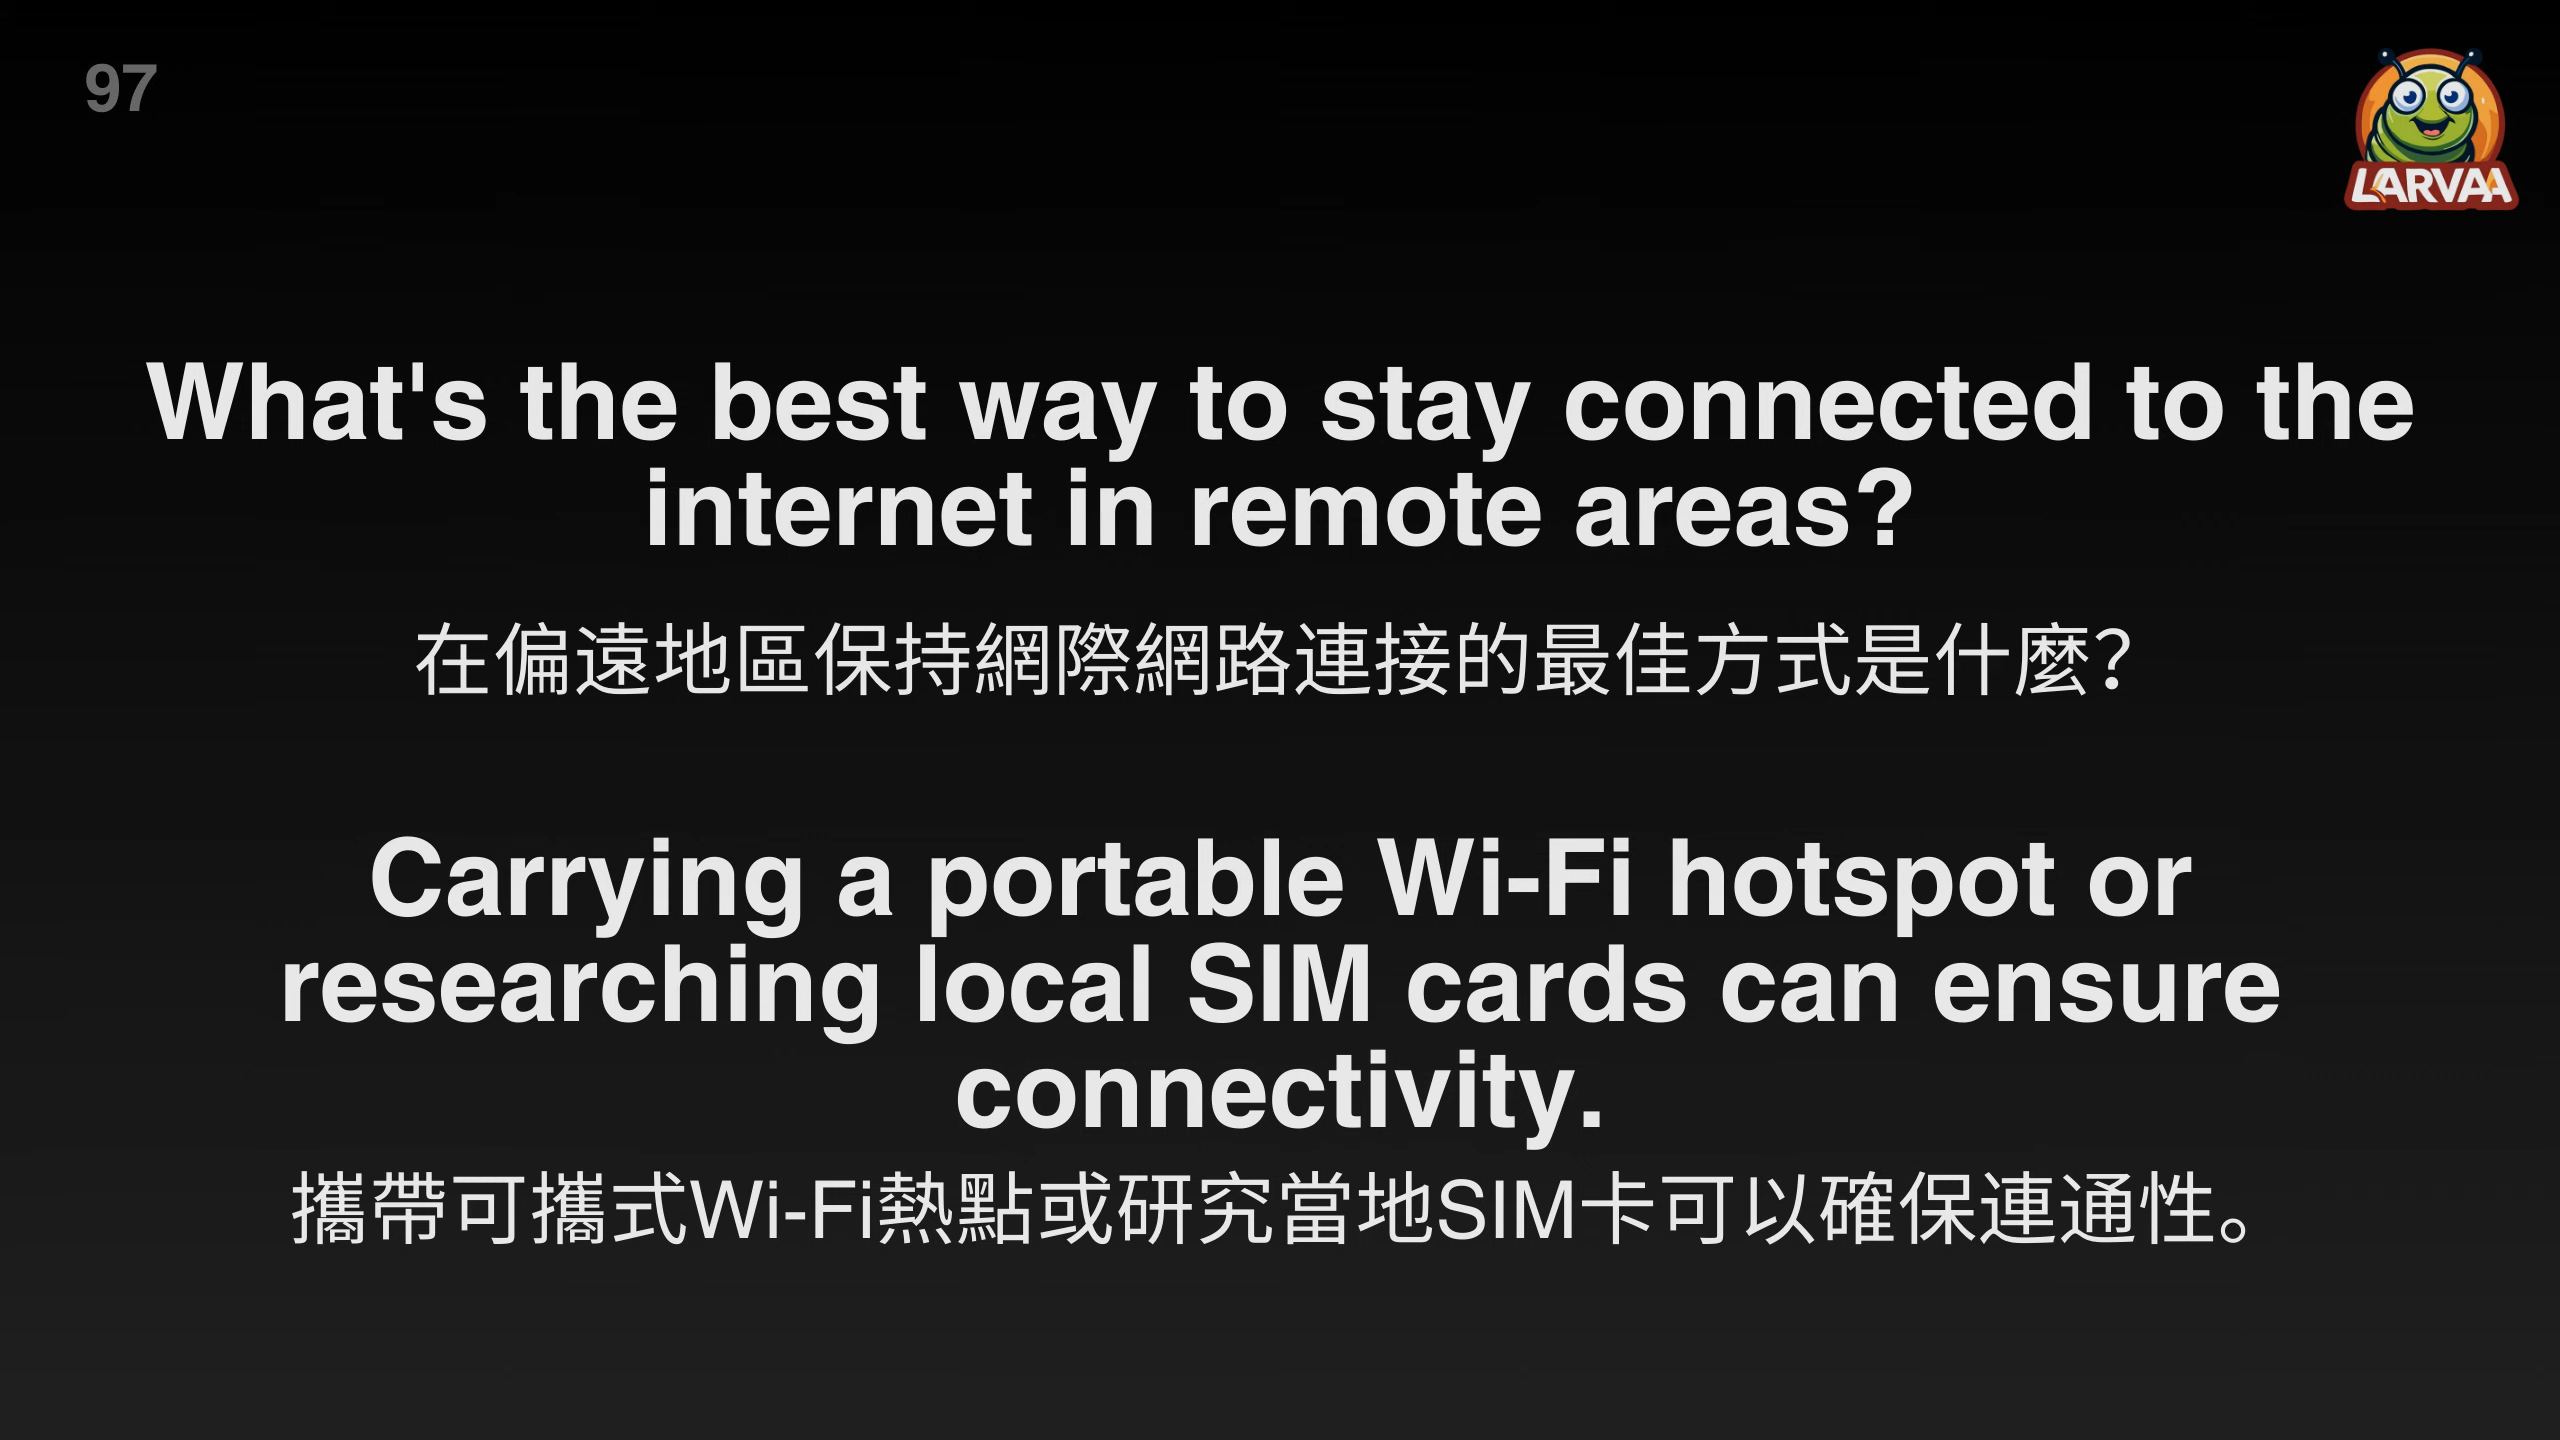 97
LARVAA
What's the best way to stay connected to the
internet in remote areas?
在偏遠地區保持網際網路連接的最佳方式是什麼？
Carrying a portable Wi-Fi hotspot or
researching local SIM cards can ensure
connectivity.
攜帶可攜式Wi-Fi熱點或研究當地SIM卡可以確保連通性。